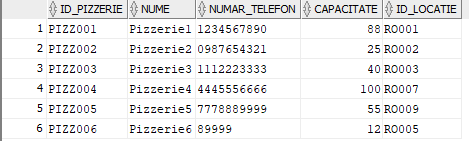 ID_PIZZERIE NUME NUMAR_TELEFON CAPACITATE ID_LOCATIE
1 PIZZ001 Pizzerie1 1234567890 88 RO001
2 PIZZ002 Pizzerie2 0987654321 25 RO002
3 PIZZ003 Pizzerie3 1112223333 40 RO003
4 PIZZ004 Pizzerie4 4445556666 100 RO007
5 PIZZ005 Pizzerie5 7778889999 55 RO009
6 PIZZ006 Pizzerie6 89999 12 RO005